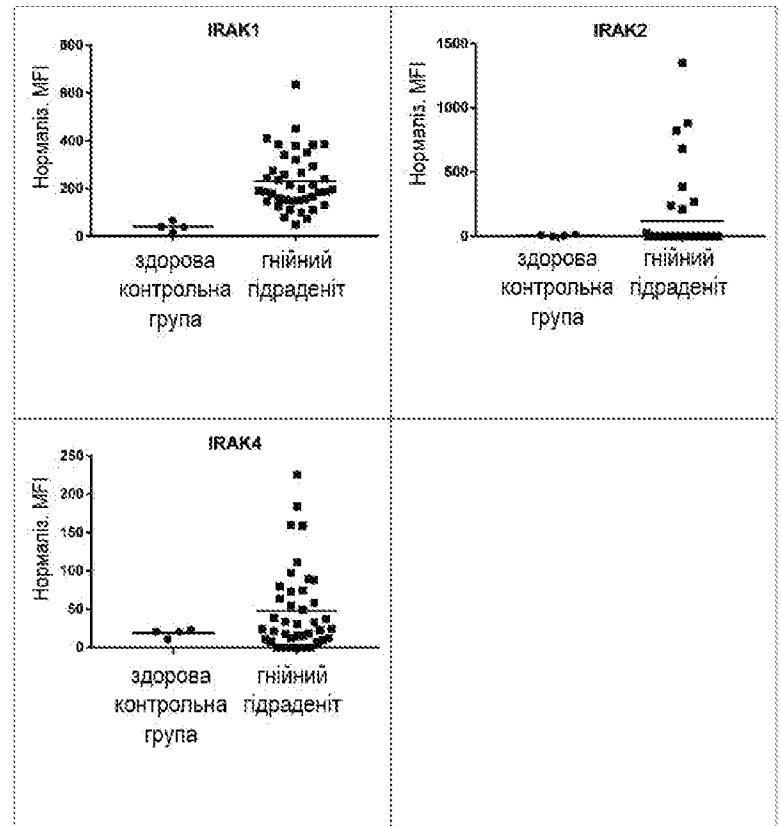 IRAK1
800
600
400
200
0
Нормаліз. MFI
здорова
контрольна
група
гнійний
гідраденіт
IRAK2
1500
1000
500
0
Нормаліз. MFI
здорова
контрольна
група
гнійний
гідраденіт
IRAK4
250
200
150
100
50
0
Нормаліз. MFI
здорова
контрольна
група
гнійний
гідраденіт